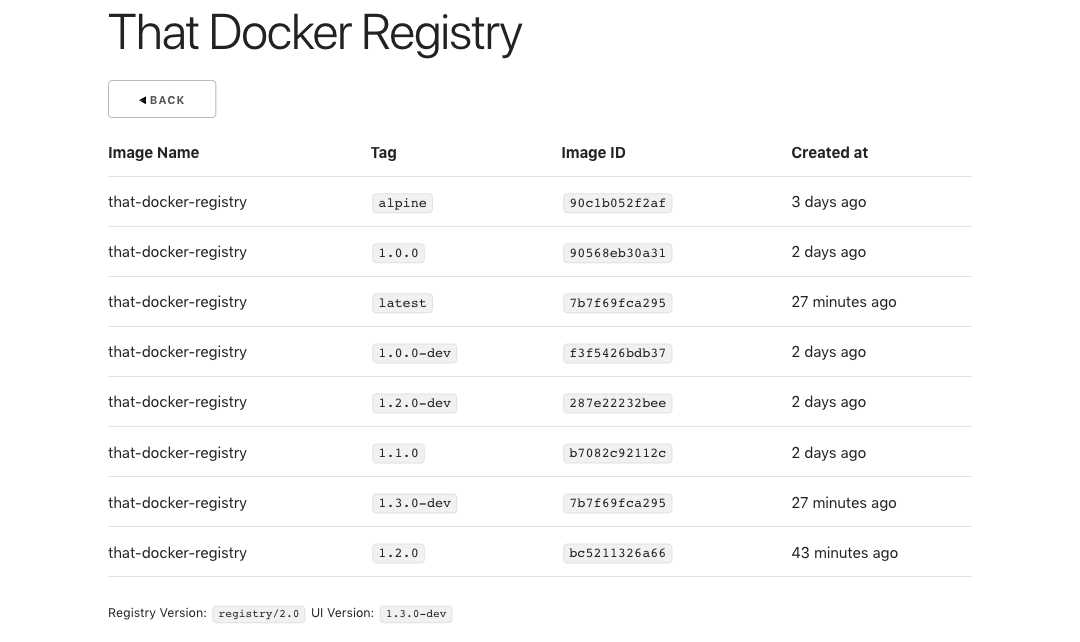 That Docker Registry
◀ BACK
Image Name Tag Image ID Created at
that-docker-registry alpine 90c1b052f2af 3 days ago
that-docker-registry 1.0.0 90568eb30a31 2 days ago
that-docker-registry latest 7b7f69fca295 27 minutes ago
that-docker-registry 1.0.0-dev f3f5426bdb37 2 days ago
that-docker-registry 1.2.0-dev 287e22232bee 2 days ago
that-docker-registry 1.1.0 b7082c92112c 2 days ago
that-docker-registry 1.3.0-dev 7b7f69fca295 27 minutes ago
that-docker-registry 1.2.0 bc5211326a66 43 minutes ago
Registry Version: registry/2.0 UI Version: 1.3.0-dev